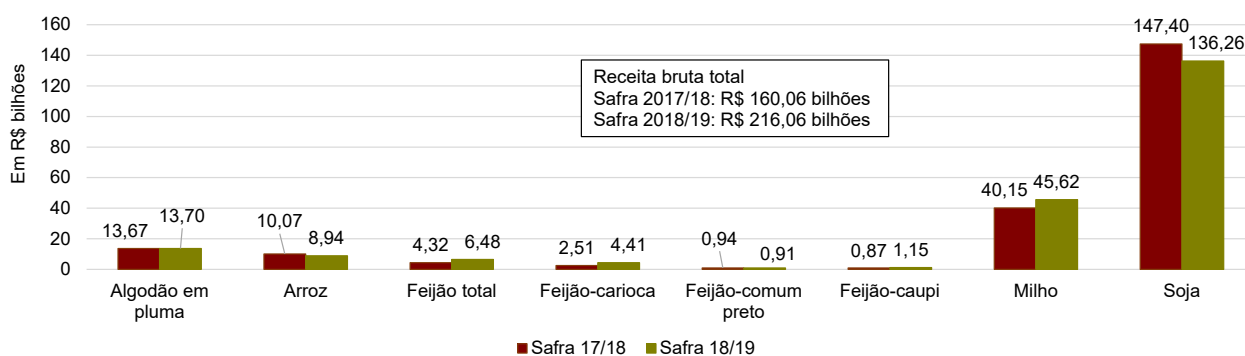 Em R$ bilhões
160
140
120
100
80
60
40
20
0
Receita bruta total
Safra 2017/18: R$ 160,06 bilhões
Safra 2018/19: R$ 216,06 bilhões
13,67
13,70
10,07
8,94
4,32
6,48
2,51
4,41
0,94
0,91
0,87
1,15
40,15
45,62
147,40
136,26
Algodão em
pluma
Arroz
Feijão total
Feijão-carioca
Feijão-comum
preto
Feijão-caupi
Milho
Soja
Safra 17/18
Safra 18/19